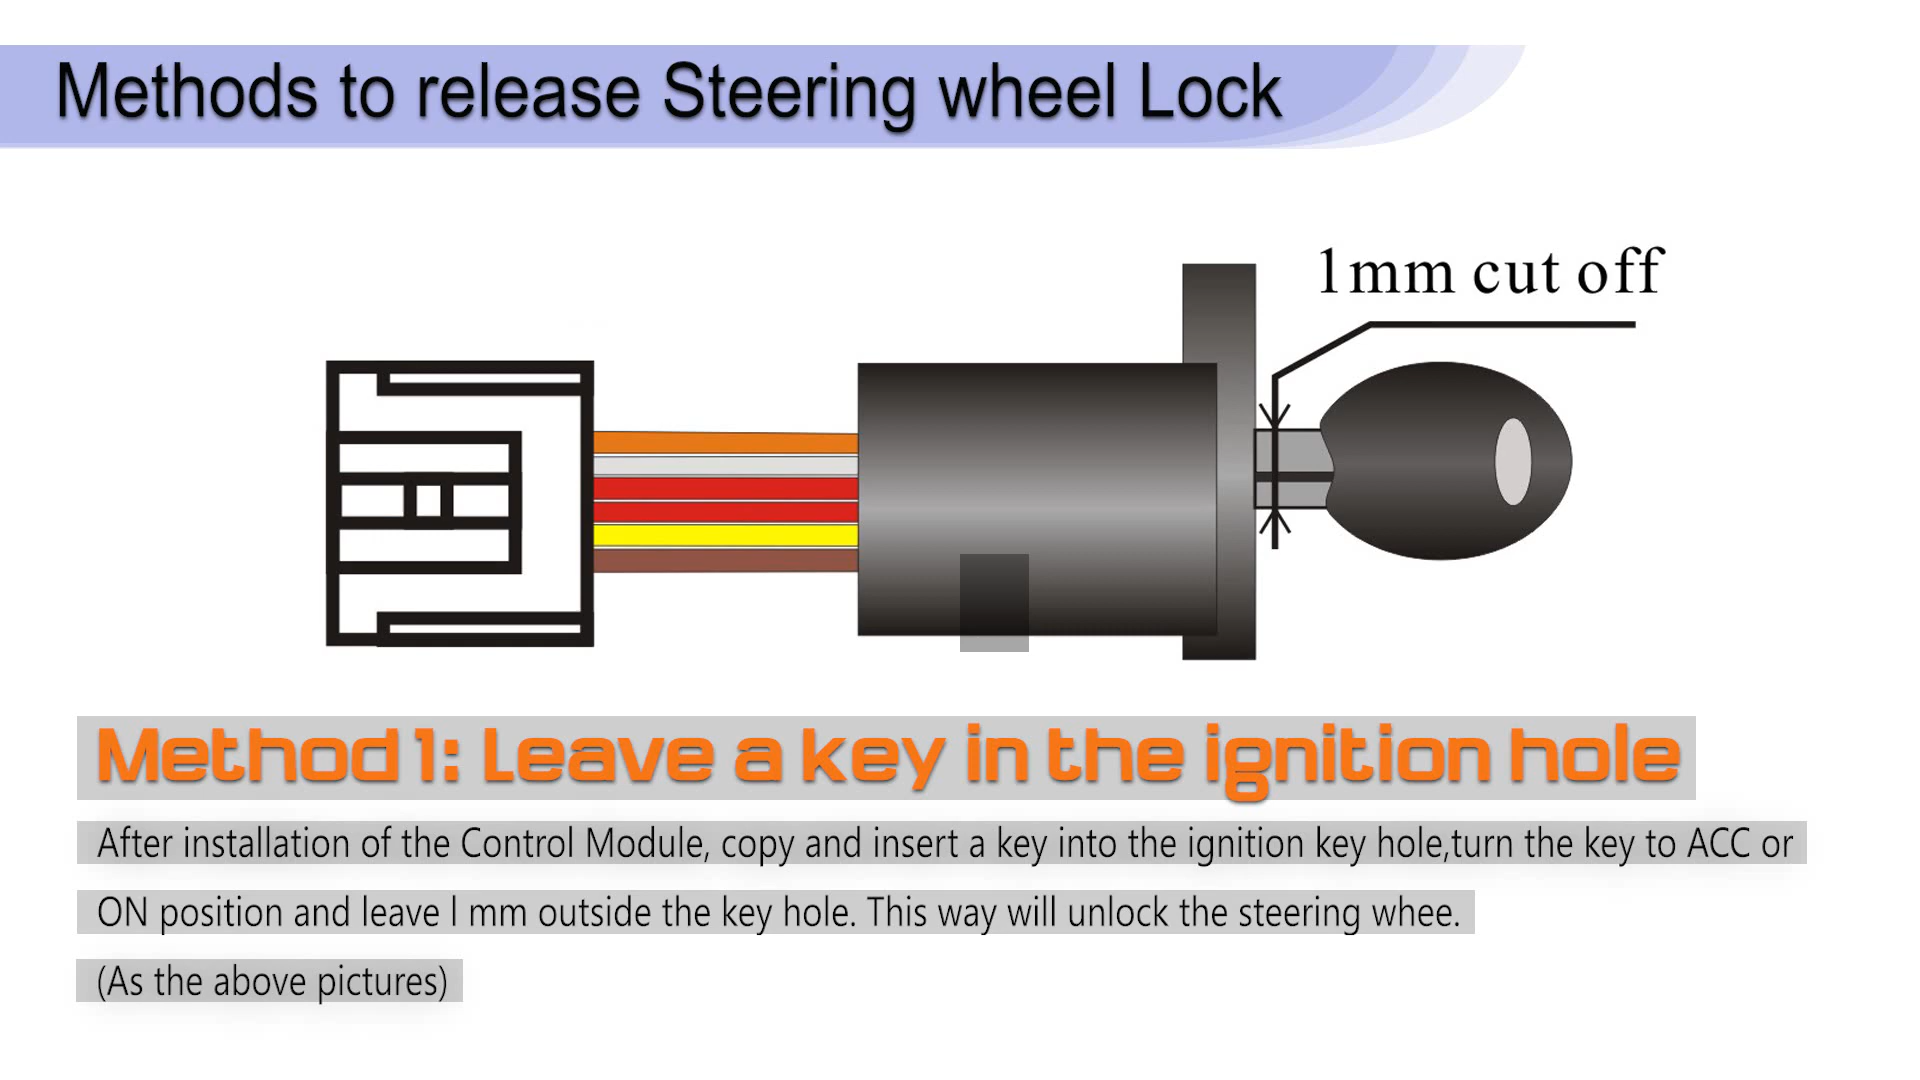 Methods to release Steering wheel Lock
1mm cut off
Method 1: Leave a key in the ignition hole
After installation of the Control Module, copy and insert a key into the ignition key hole,turn the key to ACC or
ON position and leave l mm outside the key hole. This way will unlock the steering whee.
(As the above pictures)